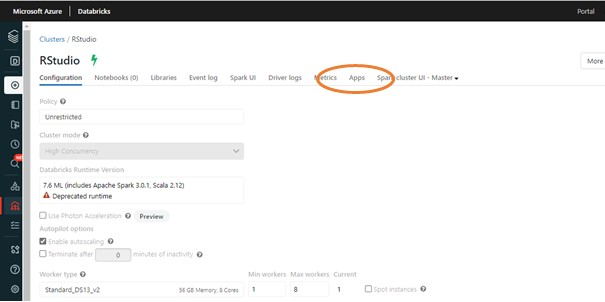 Microsoft Azure Databricks Portal
Clusters / RStudio
RStudio More
Configuration Notebooks (0) Libraries Event log Spark UI Driver logs Metrics Apps Spark cluster UI - Master
Policy
Unrestricted
Cluster mode
High Concurrency
Databricks Runtime Version
7.6 ML (includes Apache Spark 3.0.1, Scala 2.12)
Deprecated runtime
Use Photon Acceleration Preview
Autopilot options
Enable autoscaling
Terminate after 0 minutes of inactivity
Worker type Min workers Max workers Current
Standard_DS13_v2 56 GB Memory, 8 Cores 1 8 1 Spot instances